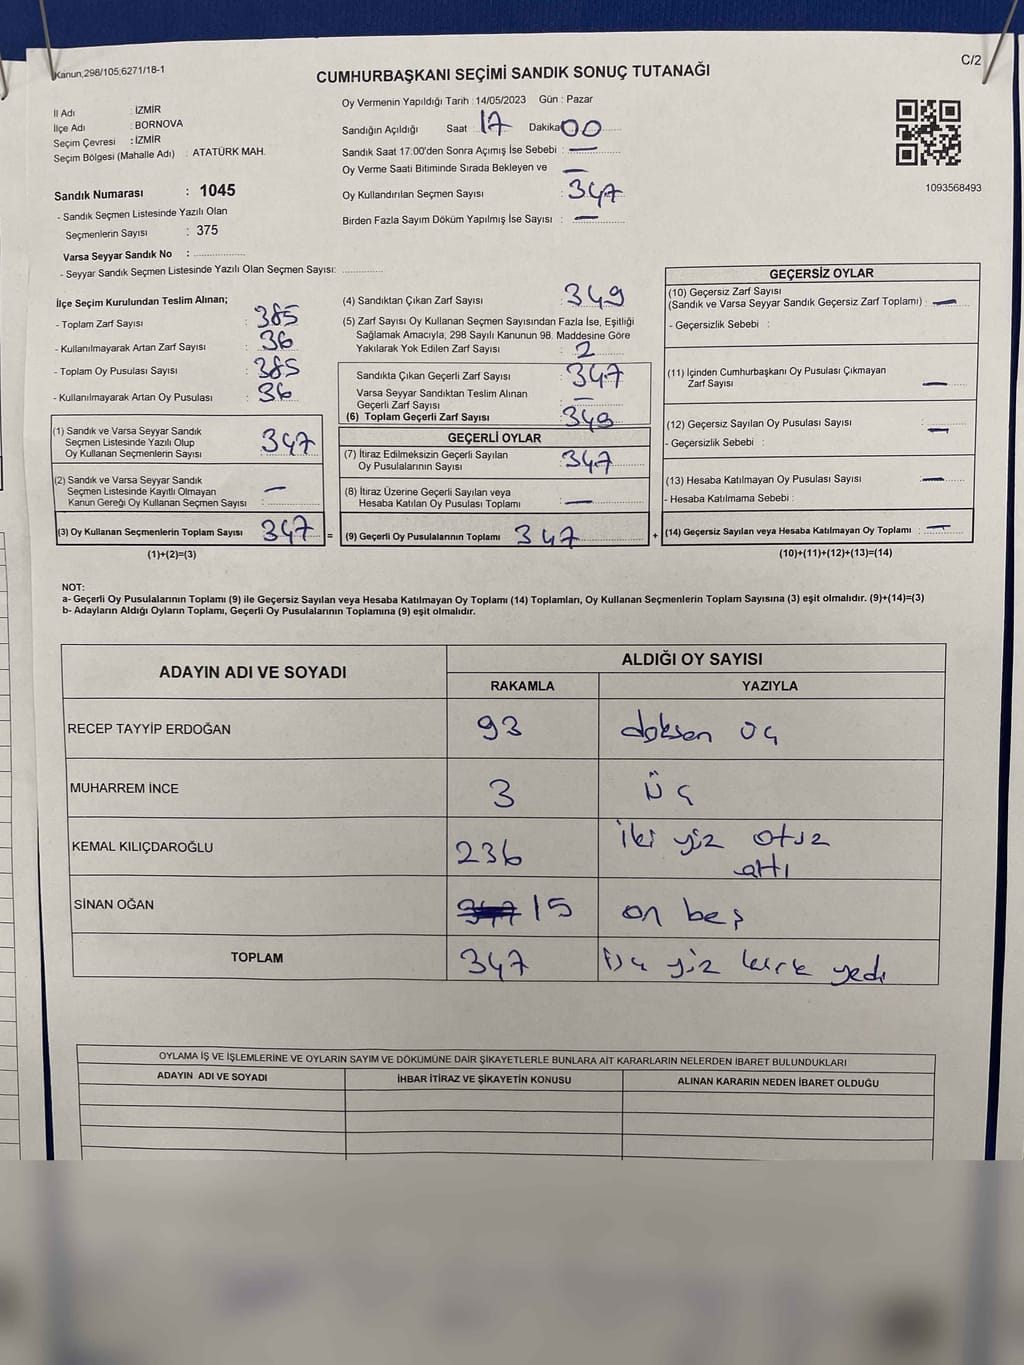 Kanun,298/105;6271/18-1
C/2
CUMHURBAŞKANI SEÇİMİ SANDIK SONUÇ TUTANAĞI
İl Adı : İZMİR
İlçe Adı : BORNOVA
Seçim Çevresi : İZMİR
Seçim Bölgesi (Mahalle Adı) : ATATÜRK MAH.
Sandık Numarası : 1045
- Sandık Seçmen Listesinde Yazılı Olan
Seçmenlerin Sayısı : 375
Varsa Seyyar Sandık No :
- Seyyar Sandık Seçmen Listesinde Yazılı Olan Seçmen Sayısı:
Oy Vermenin Yapıldığı Tarih : 14/05/2023 Gün : Pazar
Sandığın Açıldığı Saat 17 Dakika 00
Sandık Saat 17:00'den Sonra Açımış İse Sebebi : —
Oy Verme Saati Bitiminde Sırada Bekleyen ve —
Oy Kullandırılan Seçmen Sayısı 347
Birden Fazla Sayım Döküm Yapılmış İse Sayısı : —
1093568493
İlçe Seçim Kurulundan Teslim Alınan;
- Toplam Zarf Sayısı : 385
- Kullanılmayarak Artan Zarf Sayısı : 36
- Toplam Oy Pusulası Sayısı : 385
- Kullanılmayarak Artan Oy Pusulası : 36
(1) Sandık ve Varsa Seyyar Sandık
Seçmen Listesinde Yazılı Olup
Oy Kullanan Seçmenlerin Sayısı : 347
(2) Sandık ve Varsa Seyyar Sandık
Seçmen Listesinde Kayıtlı Olmayan —
Kanun Gereği Oy Kullanan Seçmen Sayısı :
(3) Oy Kullanan Seçmenlerin Toplam Sayısı 347 =
(1)+(2)=(3)
(4) Sandıktan Çıkan Zarf Sayısı : 349
(5) Zarf Sayısı Oy Kullanan Seçmen Sayısından Fazla İse, Eşitliği
Sağlamak Amacıyla; 298 Sayılı Kanunun 98. Maddesine Göre
Yakılarak Yok Edilen Zarf Sayısı : 2
Sandıkta Çıkan Geçerli Zarf Sayısı : 347
Varsa Seyyar Sandıktan Teslim Alınan —
Geçerli Zarf Sayısı
(6) Toplam Geçerli Zarf Sayısı : 349
GEÇERLİ OYLAR
(7) İtiraz Edilmeksizin Geçerli Sayılan
Oy Pusulalarının Sayısı : 347
(8) İtiraz Üzerine Geçerli Sayılan veya
Hesaba Katılan Oy Pusulası Toplamı : —
(9) Geçerli Oy Pusulalarının Toplamı 347 +
GEÇERSİZ OYLAR
(10) Geçersiz Zarf Sayısı
(Sandık ve Varsa Seyyar Sandık Geçersiz Zarf Toplamı) : —
- Geçersizlik Sebebi :
(11) İçinden Cumhurbaşkanı Oy Pusulası Çıkmayan
Zarf Sayısı : —
(12) Geçersiz Sayılan Oy Pusulası Sayısı : —
- Geçersizlik Sebebi :
(13) Hesaba Katılmayan Oy Pusulası Sayısı : —
- Hesaba Katılmama Sebebi :
(14) Geçersiz Sayılan veya Hesaba Katılmayan Oy Toplamı : —
(10)+(11)+(12)+(13)=(14)
NOT:
a- Geçerli Oy Pusulalarının Toplamı (9) ile Geçersiz Sayılan veya Hesaba Katılmayan Oy Toplamı (14) Toplamları, Oy Kullanan Seçmenlerin Toplam Sayısına (3) eşit olmalıdır. (9)+(14)=(3)
b- Adayların Aldığı Oyların Toplamı, Geçerli Oy Pusulalarının Toplamına (9) eşit olmalıdır.
ADAYIN ADI VE SOYADI
ALDIĞI OY SAYISI
RAKAMLA YAZIYLA
RECEP TAYYİP ERDOĞAN 93 doksen üç
MUHARREM İNCE 3 üç
KEMAL KILIÇDAROĞLU 236 iki yüz otuz
altı
SİNAN OĞAN 15 on beş
TOPLAM 347 üç yüz kırk yedi
OYLAMA İŞ VE İŞLEMLERİNE VE OYLARIN SAYIM VE DÖKÜMÜNE DAİR ŞİKAYETLERLE BUNLARA AİT KARARLARIN NELERDEN İBARET BULUNDUKLARI
ADAYIN ADI VE SOYADI İHBAR İTİRAZ VE ŞİKAYETİN KONUSU ALINAN KARARIN NEDEN İBARET OLDUĞU